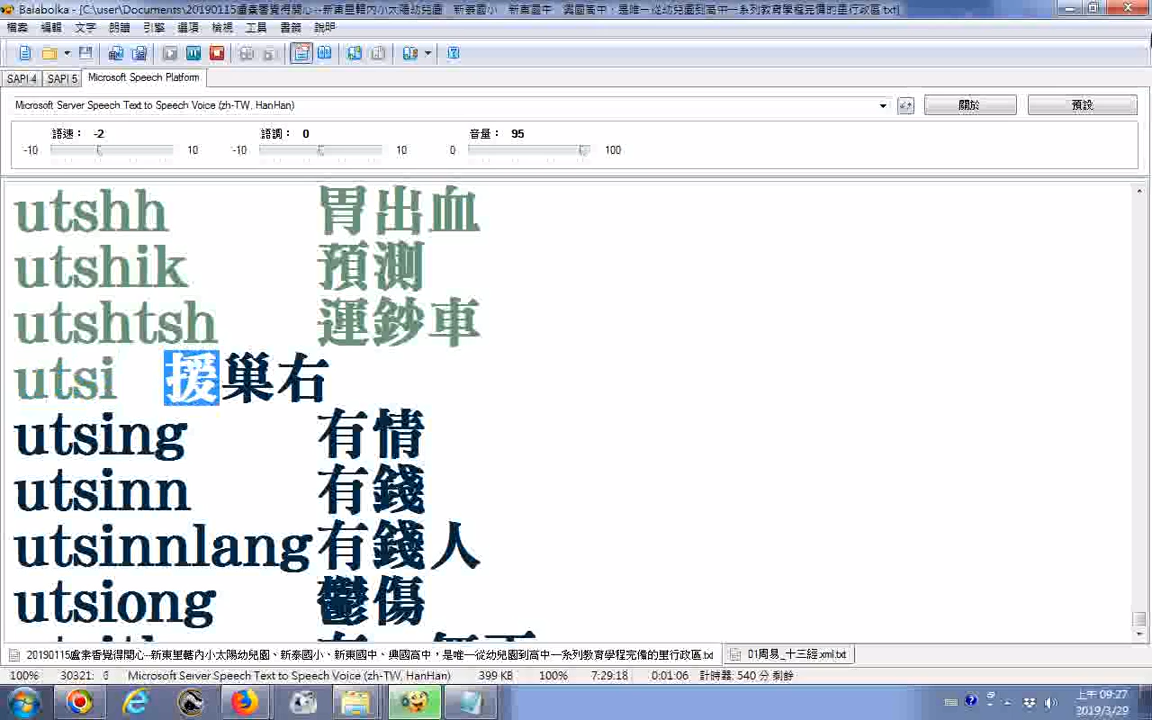 Balabolka - [C:\user\Documents\20190115盧崇香覺得開心--新東里轄內小太陽幼兒園、新泰國小、新東國中、興國高中，是唯一從幼兒園到高中一系列教育學程完備的里行政區.txt]
檔案 編輯 文字 朗讀 引擎 選項 檢視 工具 書籤 說明
SAPI 4 SAPI 5 Microsoft Speech Platform
Microsoft Server Speech Text to Speech Voice (zh-TW, HanHan) 關於 預設
語速： -2 語調： 0 音量： 95
-10 10 -10 10 0 100
utshh 胃出血
utshik 預測
utshtsh 運鈔車
utsi 援巢右
utsing 有情
utsinn 有錢
utsinnlang 有錢人
utsiong 鬱傷
20190115盧崇香覺得開心--新東里轄內小太陽幼兒園、新泰國小、新東國中、興國高中，是唯一從幼兒園到高中一系列教育學程完備的里行政區.txt 01周易_十三經.xml.txt
100% 30321: 6 Microsoft Server Speech Text to Speech Voice (zh-TW, HanHan) 399 KB 100% 7:29:18 0:01:06 計時器: 540 分 剩餘
上午 09:27
2019/3/29